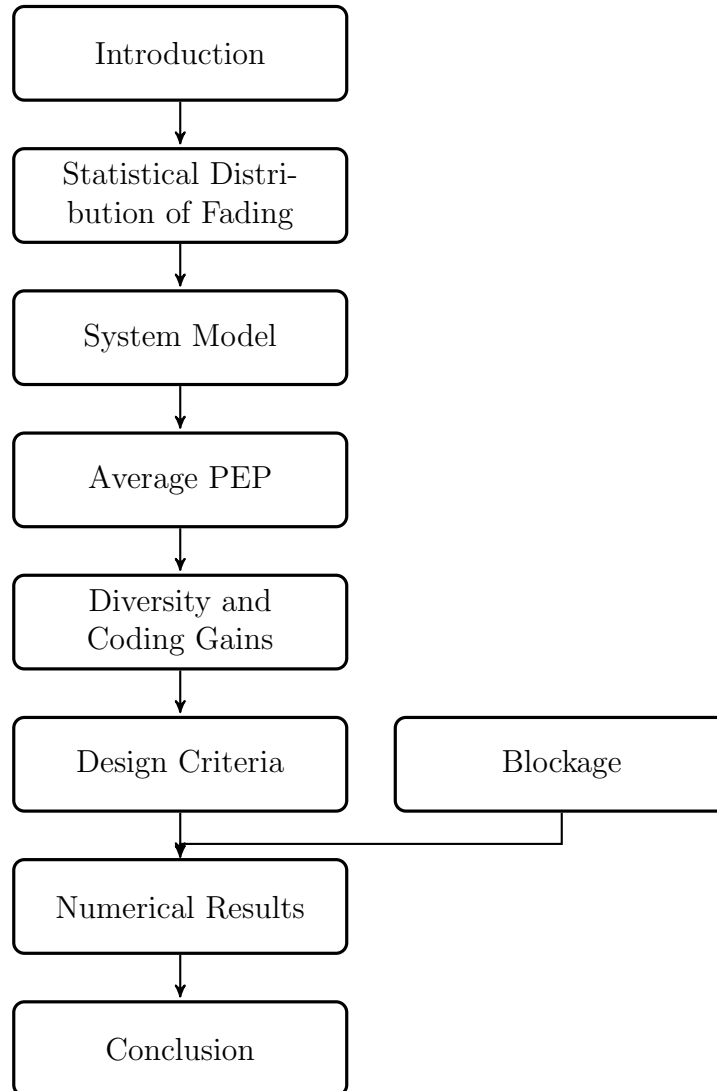 Introduction
Statistical Distri-
bution of Fading
System Model
Average PEP
Diversity and
Coding Gains
Design Criteria
Blockage
Numerical Results
Conclusion